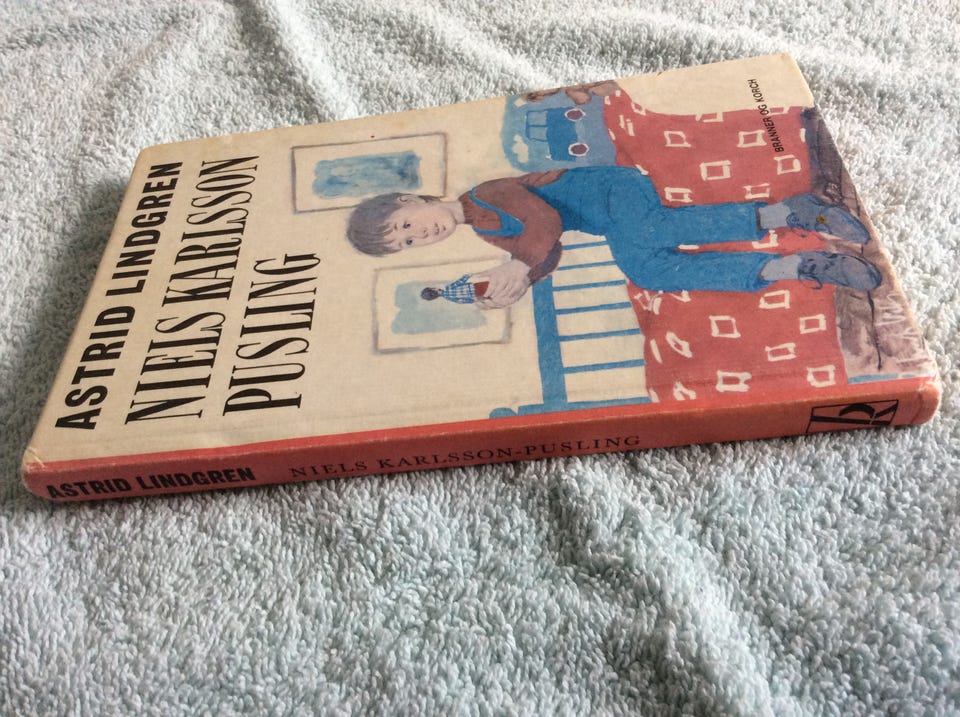 ASTRID LINDGREN
NIELS KARLSSON
PUSLING
BRANNER OG KORCH
ASTRID LINDGREN NIELS KARLSSON-PUSLING